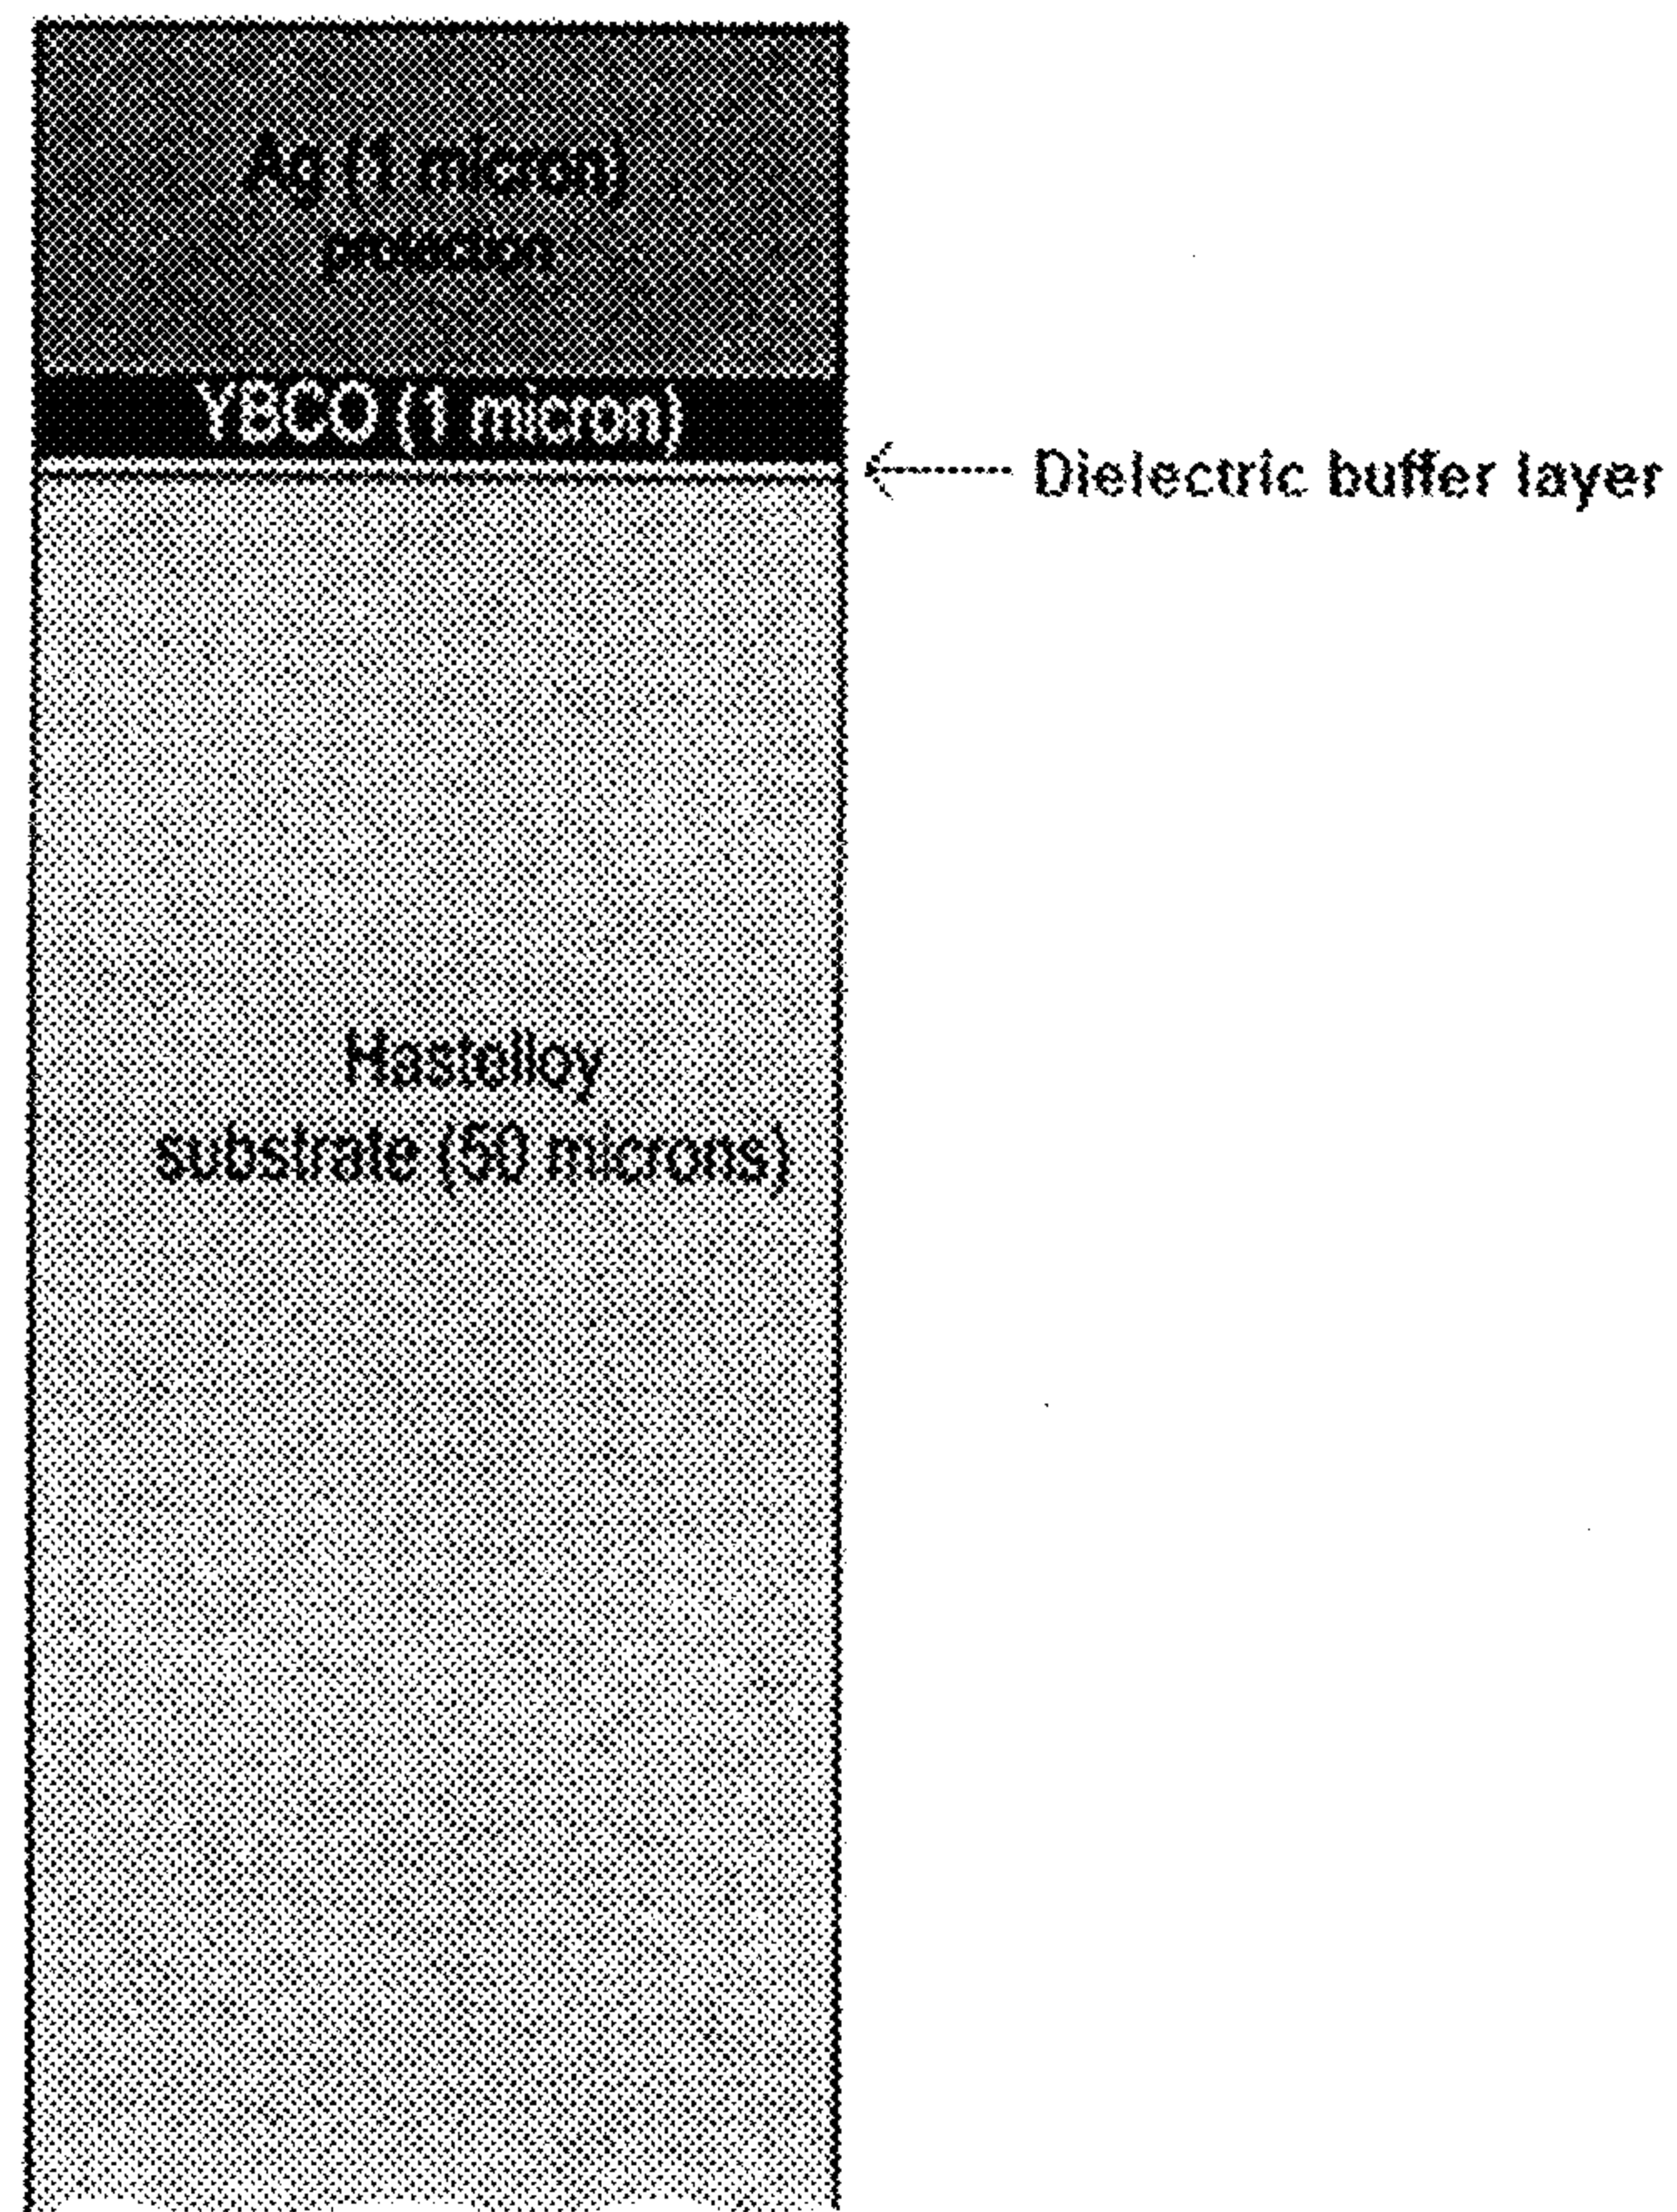 Ag (1 micron)
protection
YBCO (1 micron)
Dielectric buffer layer
Hastelloy
substrate (50 microns)